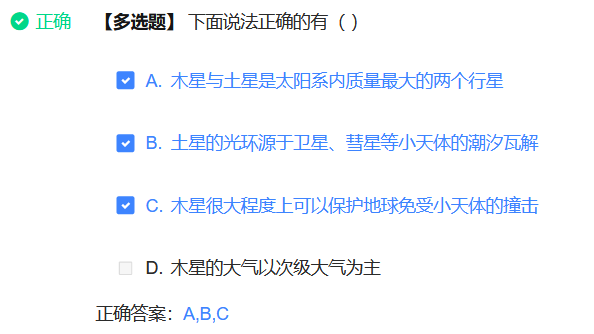 正确 【多选题】 下面说法正确的有（ ）
A. 木星与土星是太阳系内质量最大的两个行星
B. 土星的光环源于卫星、彗星等小天体的潮汐瓦解
C. 木星很大程度上可以保护地球免受小天体的撞击
D. 木星的大气以次级大气为主
正确答案：A,B,C